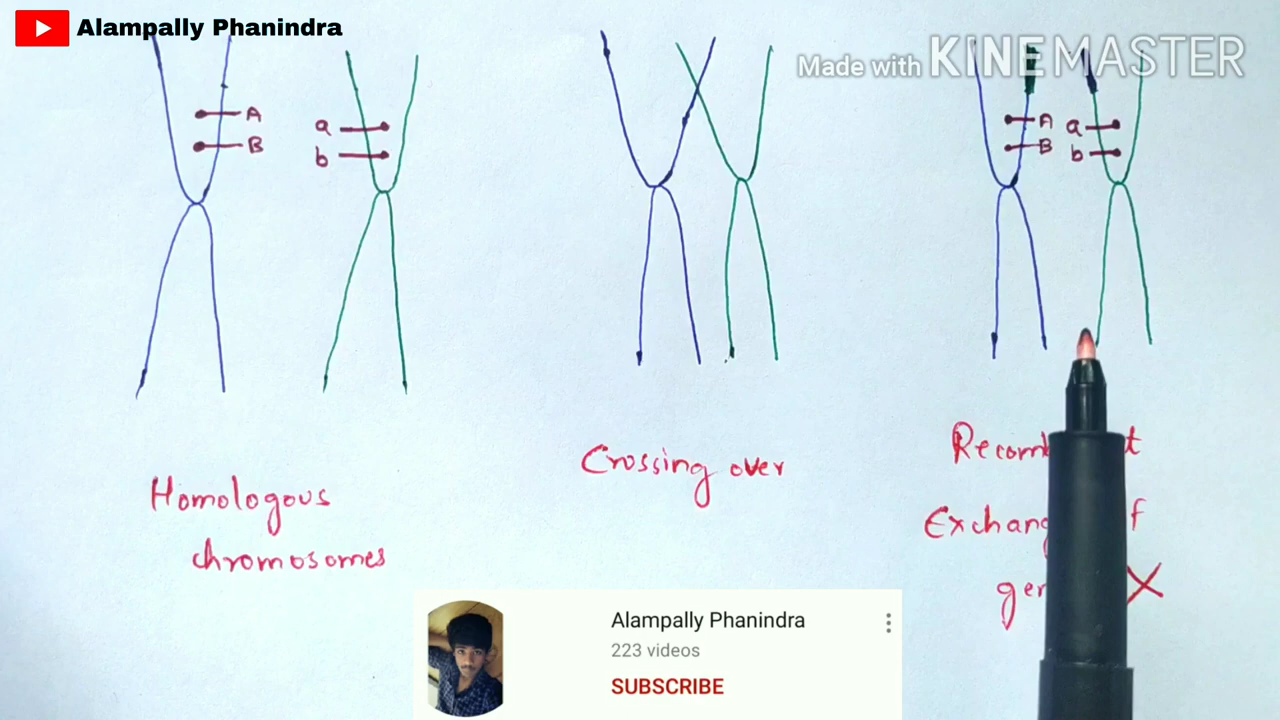 Alampally Phanindra
Made with KINEMASTER
A
B
a
b
A
B
a
b
Homologous
chromosomes
Crossing over
X
Alampally Phanindra
223 videos
SUBSCRIBE